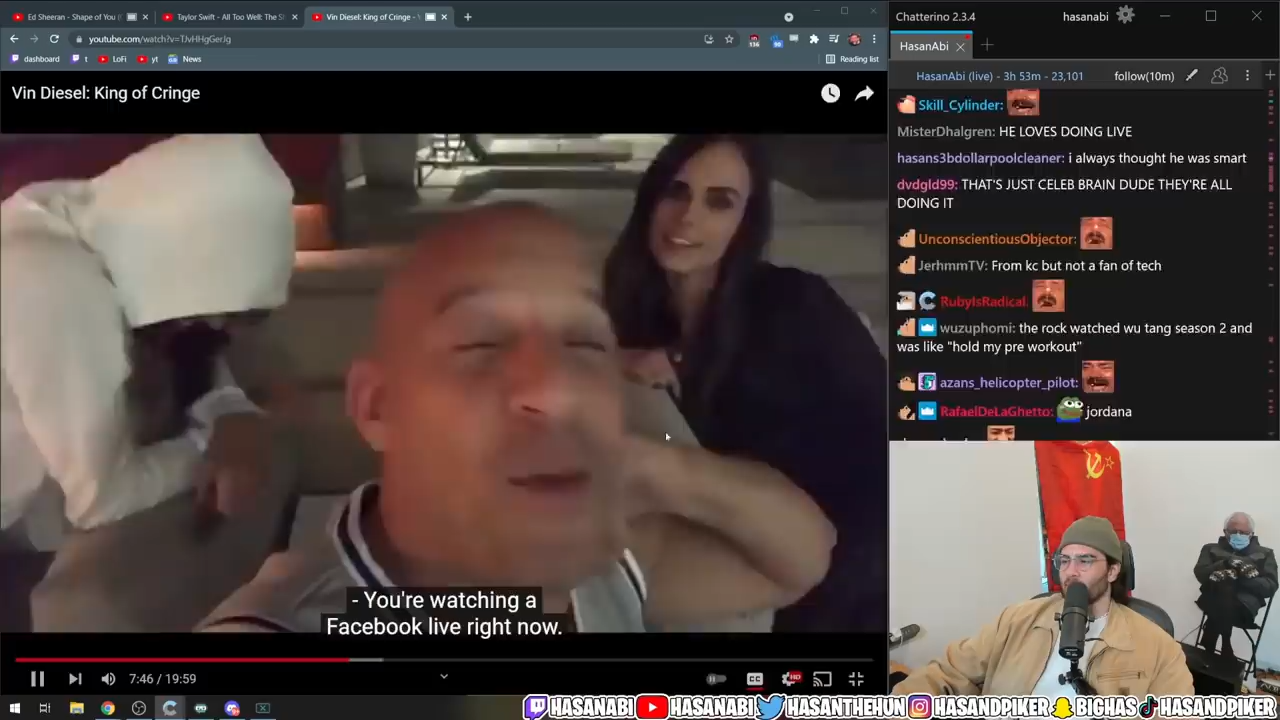 Ed Sheeran - Shape of You (
Taylor Swift - All Too Well: The S
Vin Diesel: King of Cringe -
youtube.com/watch?v=TJvHHgGerJg
136
dashboard
t
LoFi
yt
News
Reading list
Vin Diesel: King of Cringe
- You're watching a
Facebook live right now.
7:46 / 19:59
CC
HD
Chatterino 2.3.4
hasanabi
HasanAbi
HasanAbi (live) - 3h 53m - 23,101
follow(10m)
Skill_Cylinder:
MisterDhalgren: HE LOVES DOING LIVE
hasans3bdollarpoolcleaner: i always thought he was smart
dvdgld99: THAT'S JUST CELEB BRAIN DUDE THEY'RE ALL
DOING IT
UnconscientiousObjector:
JerhmmTV: From kc but not a fan of tech
RubyIsRadical:
wuzuphomi: the rock watched wu tang season 2 and
was like "hold my pre workout"
azans_helicopter_pilot:
RafaelDeLaGhetto: jordana
HASANABI
HASANABI
HASANTHEHUN
HASANDPIKER
BIGHAS
HASANDPIKER